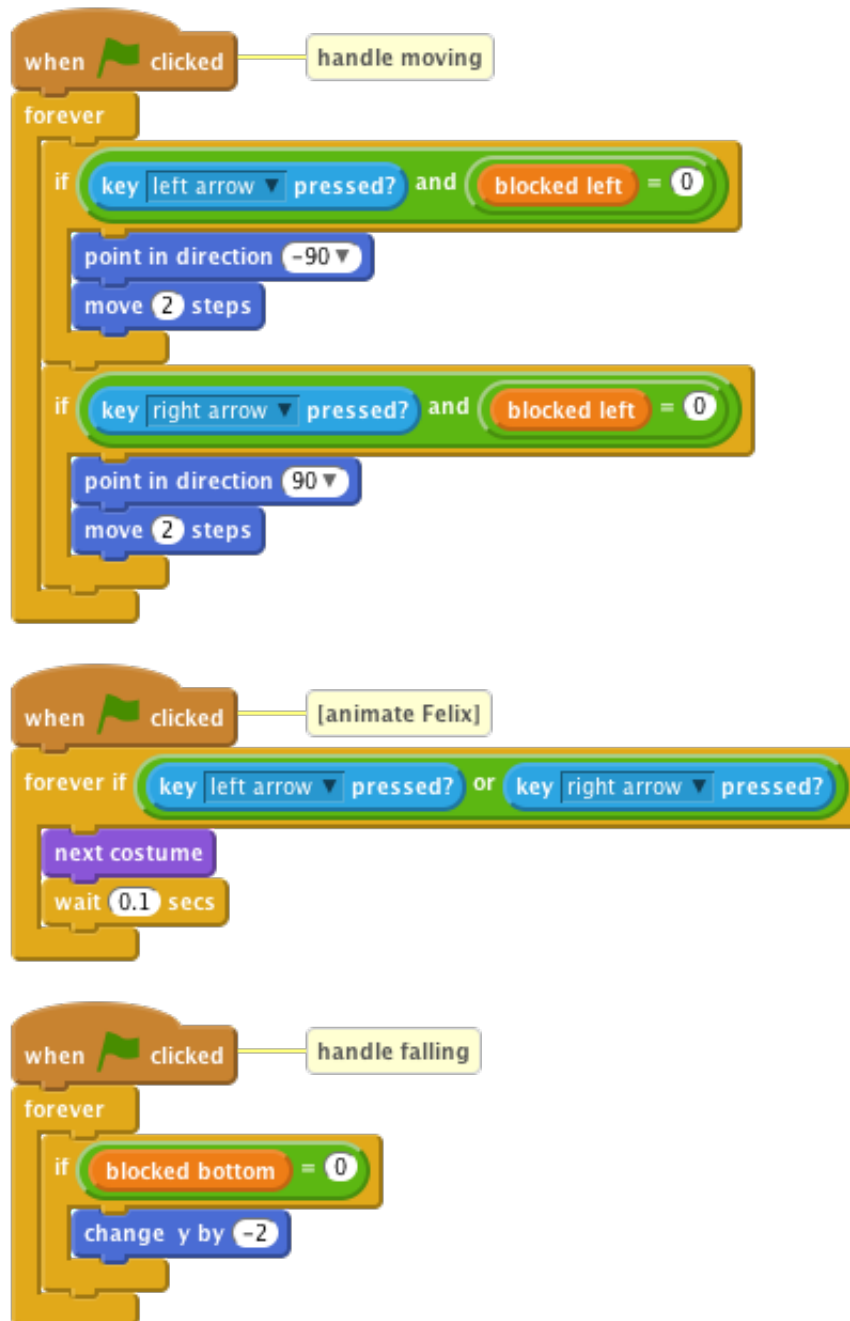 when clicked handle moving
forever
if key left arrow pressed? and blocked left = 0
point in direction -90
move 2 steps
if key right arrow pressed? and blocked left = 0
point in direction 90
move 2 steps
when clicked [animate Felix]
forever if key left arrow pressed? or key right arrow pressed?
next costume
wait 0.1 secs
when clicked handle falling
forever
if blocked bottom = 0
change y by -2